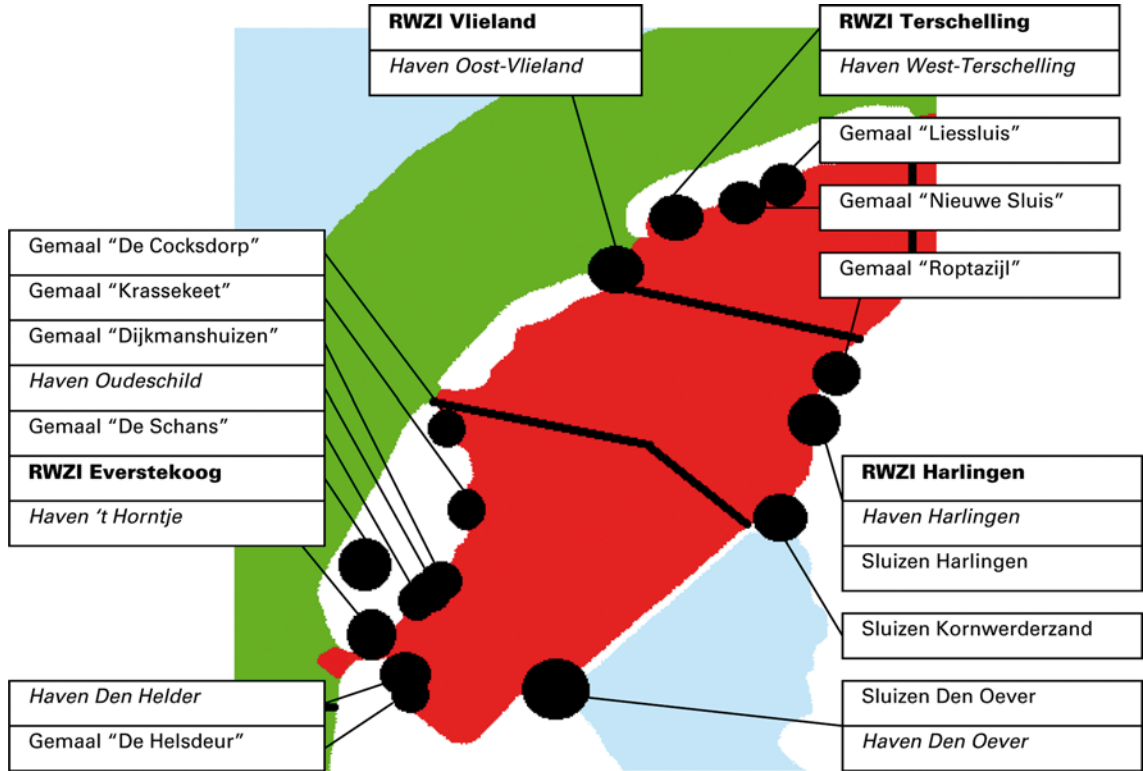 RWZI Vlieland
Haven Oost-Vlieland
RWZI Terschelling
Haven West-Terschelling
Gemaal “Liessluis”
Gemaal “Nieuwe Sluis”
Gemaal “Roptazijl”
Gemaal “De Cocksdorp”
Gemaal “Krassekeet”
Gemaal “Dijkmanshuizen”
Haven Oudeschild
Gemaal “De Schans”
RWZI Everstekoog
Haven ‘t Horntje
RWZI Harlingen
Haven Harlingen
Sluizen Harlingen
Sluizen Kornwerderzand
Haven Den Helder
Gemaal “De Helsdeur”
Sluizen Den Oever
Haven Den Oever